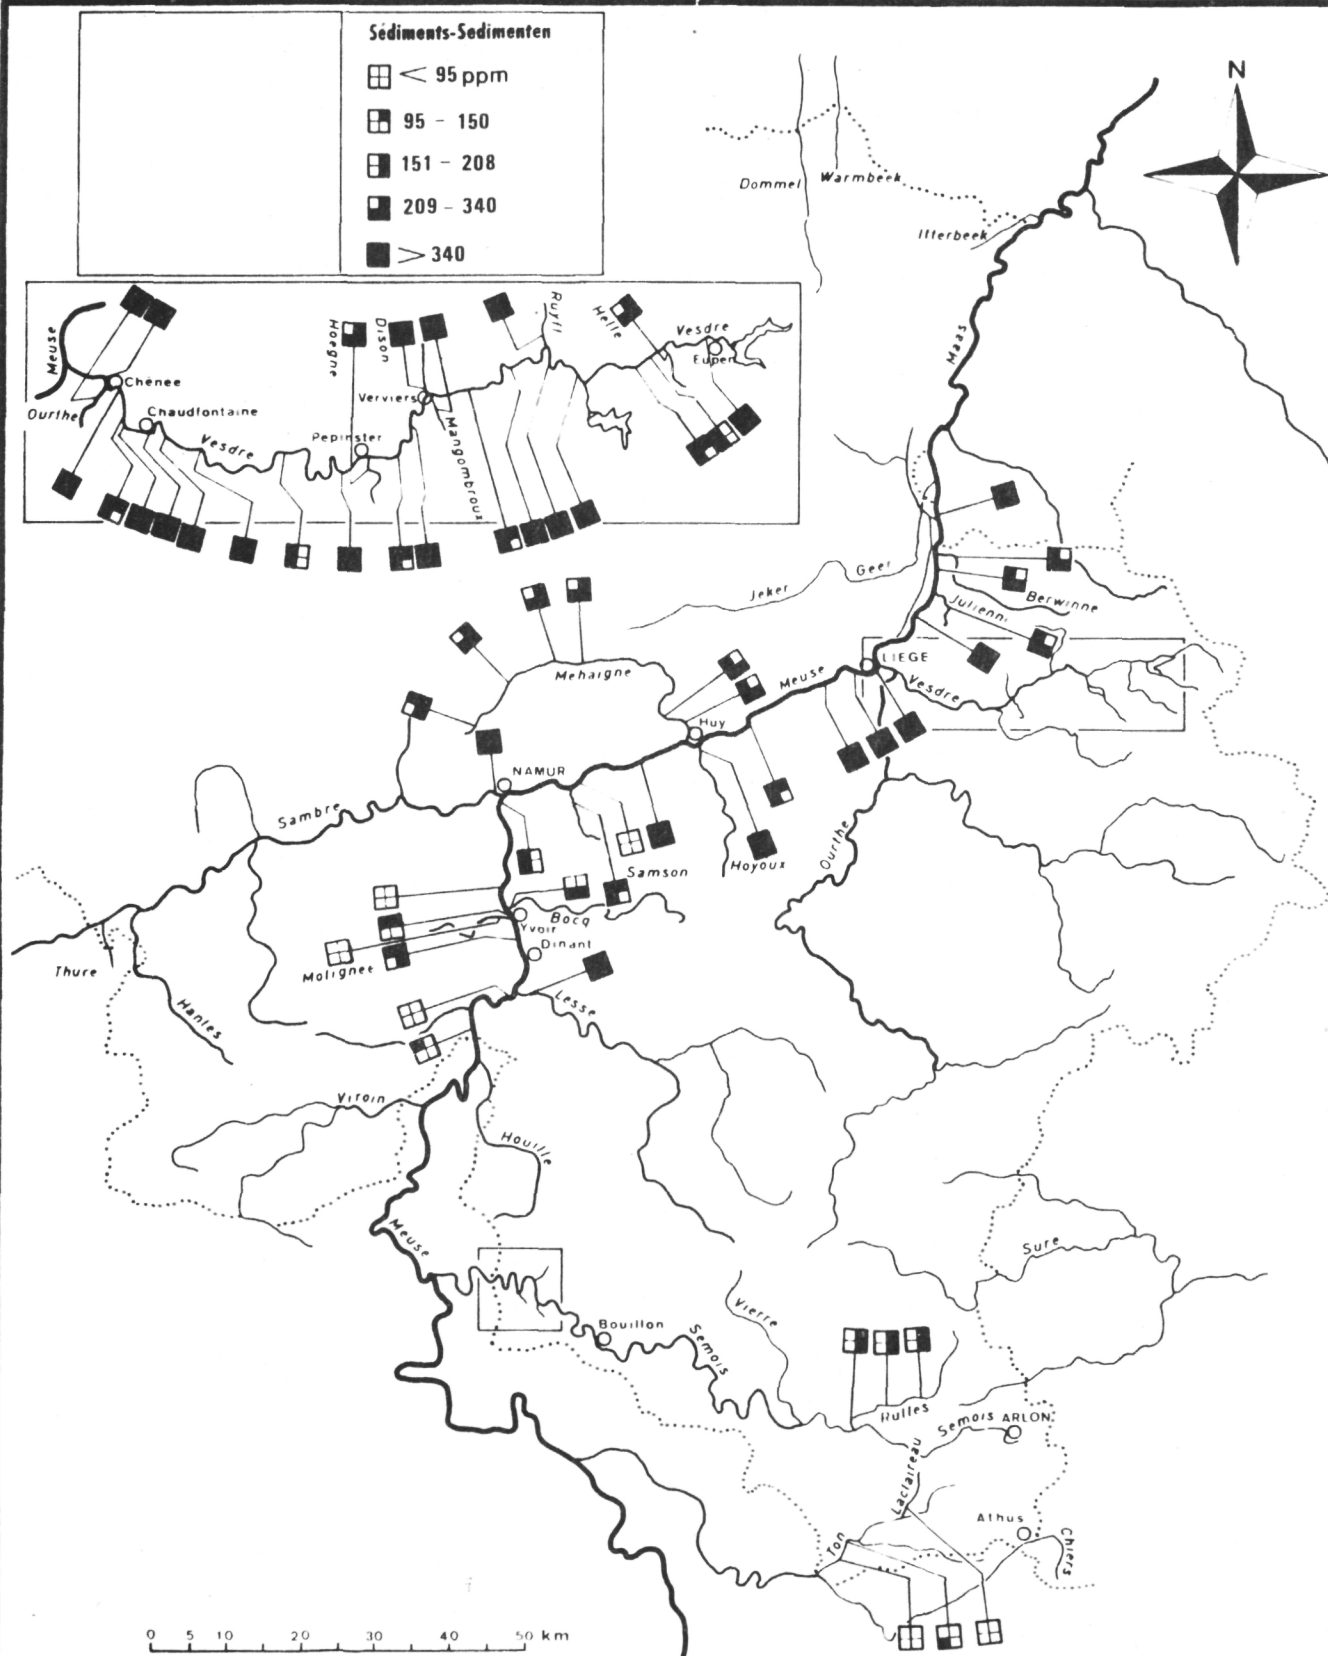 Sédiments-Sedimenten
< 95 ppm
95 - 150
151 - 208
209 - 340
> 340
N
Dommel
Warmbeek
Itterbeek
Maas
Meuse
Ourthe
Chênée
Chaudfontaine
Vesdre
Hoegne
Dison
Verviers
Pepinster
Mangombroux
Ruyff
Helle
Vesdre
Eupen
Jeker
Geer
Berwinne
Julienn
LIEGE
Vesdre
Mehaigne
Meuse
Huy
NAMUR
Sambre
Samson
Hoyoux
Ourthe
Bocq
Yvoir
Dinant
Molignee
Thure
Hantes
Lesse
Viroin
Houille
Meuse
Sure
Vierre
Bouillon
Semois
Rulles
Semois
ARLON
Laclaireau
Athus
Ton
Chiers
0 5 10 20 30 40 50 km